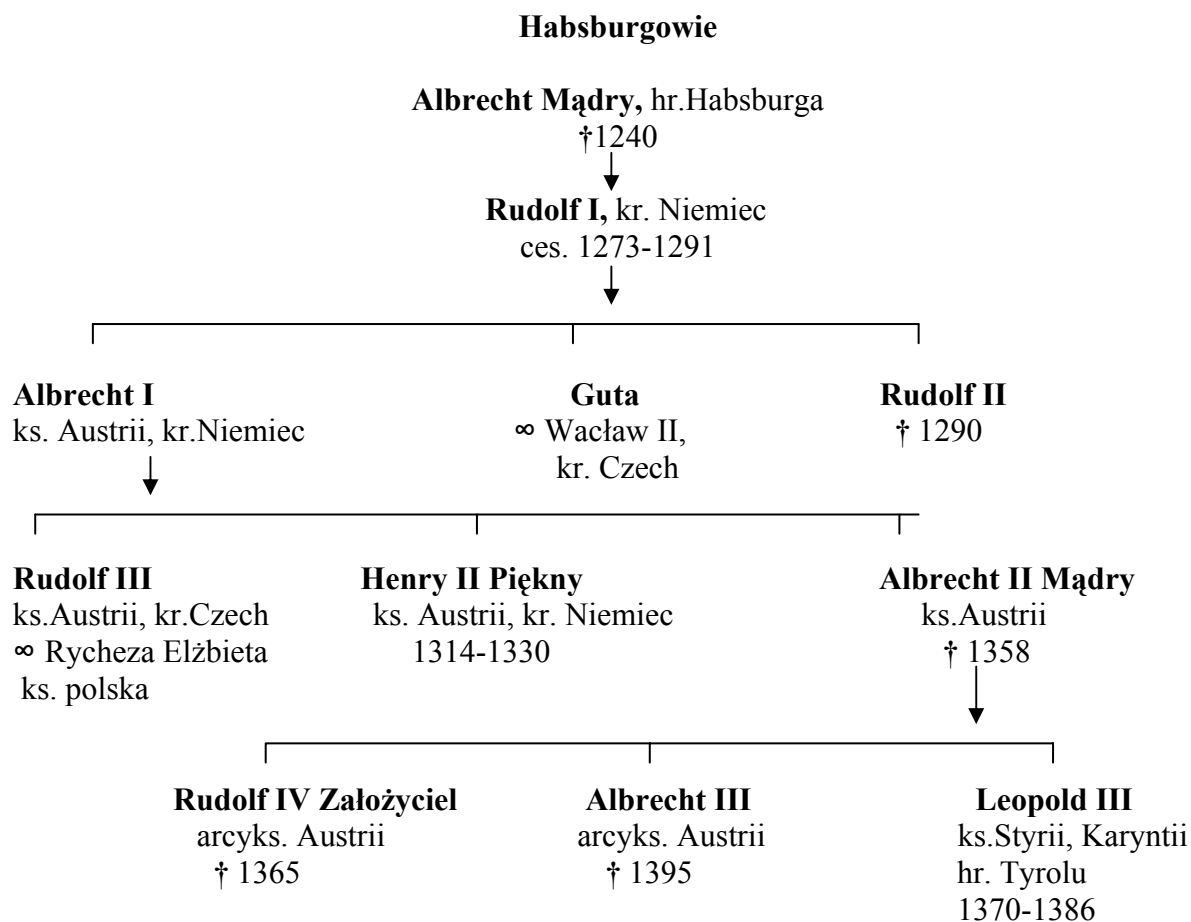 Habsburgowie
Albrecht Mądry, hr.Habsburga
†1240
Rudolf I, kr. Niemiec
ces. 1273-1291
Albrecht I
ks. Austrii, kr.Niemiec
Guta
∞ Wacław II,
kr. Czech
Rudolf II
† 1290
Rudolf III
ks.Austrii, kr.Czech
∞ Rycheza Elżbieta
ks. polska
Henry II Piękny
ks. Austrii, kr. Niemiec
1314-1330
Albrecht II Mądry
ks.Austrii
† 1358
Rudolf IV Założyciel
arcyks. Austrii
† 1365
Albrecht III
arcyks. Austrii
† 1395
Leopold III
ks.Styrii, Karyntii
hr. Tyrolu
1370-1386